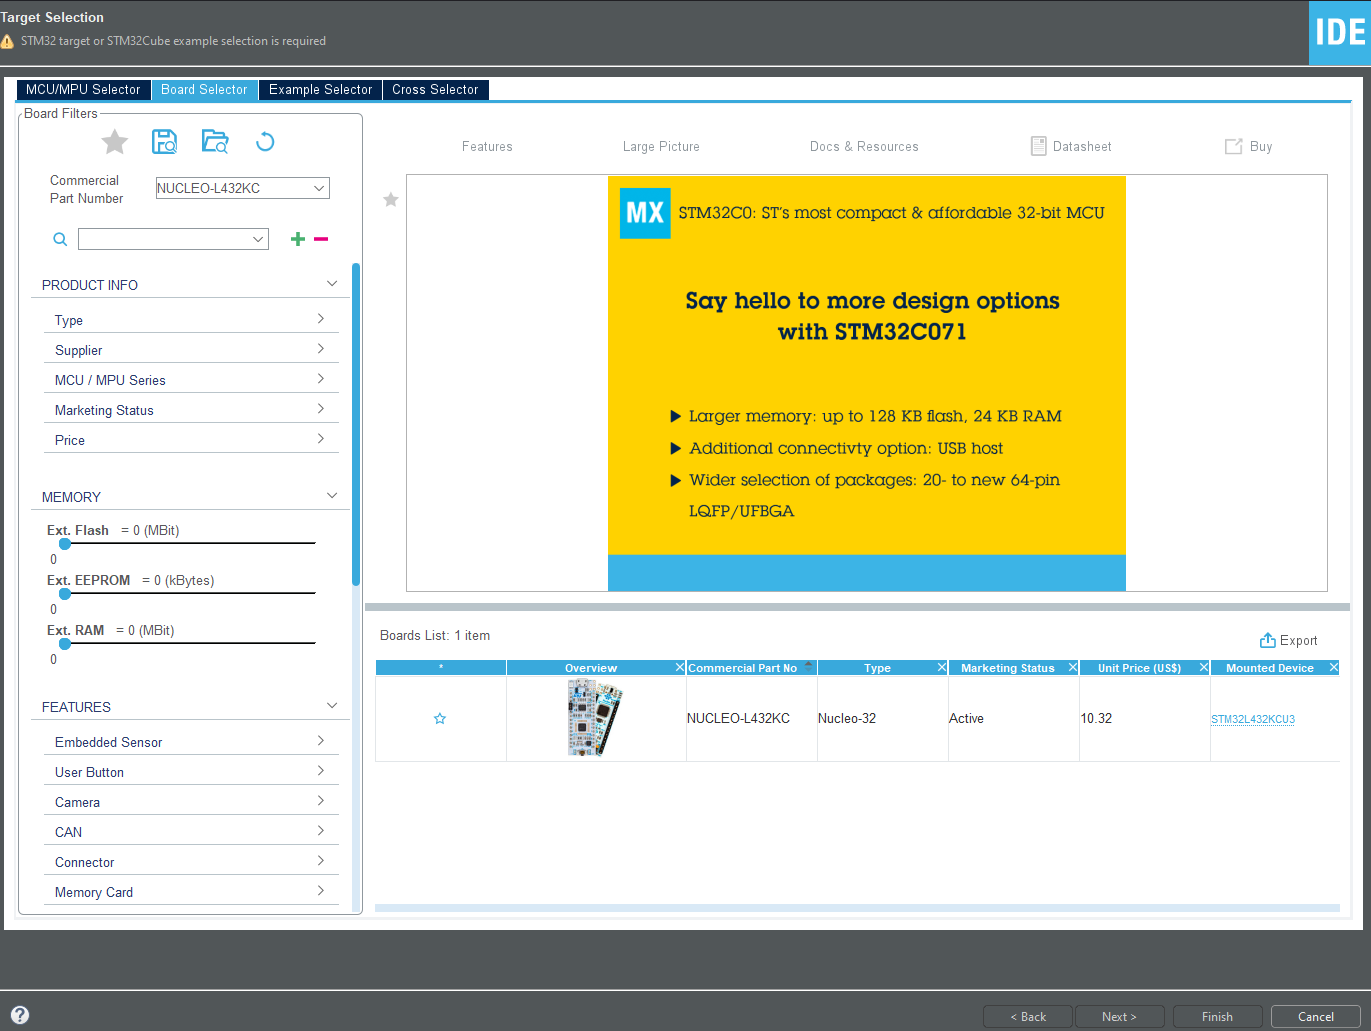 Target Selection
STM32 target or STM32Cube example selection is required
IDE
MCU/MPU Selector
Board Selector
Example Selector
Cross Selector
Board Filters
Commercial
Part Number
NUCLEO-L432KC
PRODUCT INFO
Type
Supplier
MCU / MPU Series
Marketing Status
Price
MEMORY
Ext. Flash = 0 (MBit)
0
Ext. EEPROM = 0 (kBytes)
0
Ext. RAM = 0 (MBit)
0
FEATURES
Embedded Sensor
User Button
Camera
CAN
Connector
Memory Card
Features
Large Picture
Docs & Resources
Datasheet
Buy
MX
STM32C0: ST's most compact & affordable 32-bit MCU
Say hello to more design options
with STM32C071
Larger memory: up to 128 KB flash, 24 KB RAM
Additional connectivty option: USB host
Wider selection of packages: 20- to new 64-pin
LQFP/UFBGA
Boards List: 1 item
Export
* Overview Commercial Part No Type Marketing Status Unit Price (US$) Mounted Device
NUCLEO-L432KC Nucleo-32 Active 10.32 STM32L432KCU3
?
< Back
Next >
Finish
Cancel